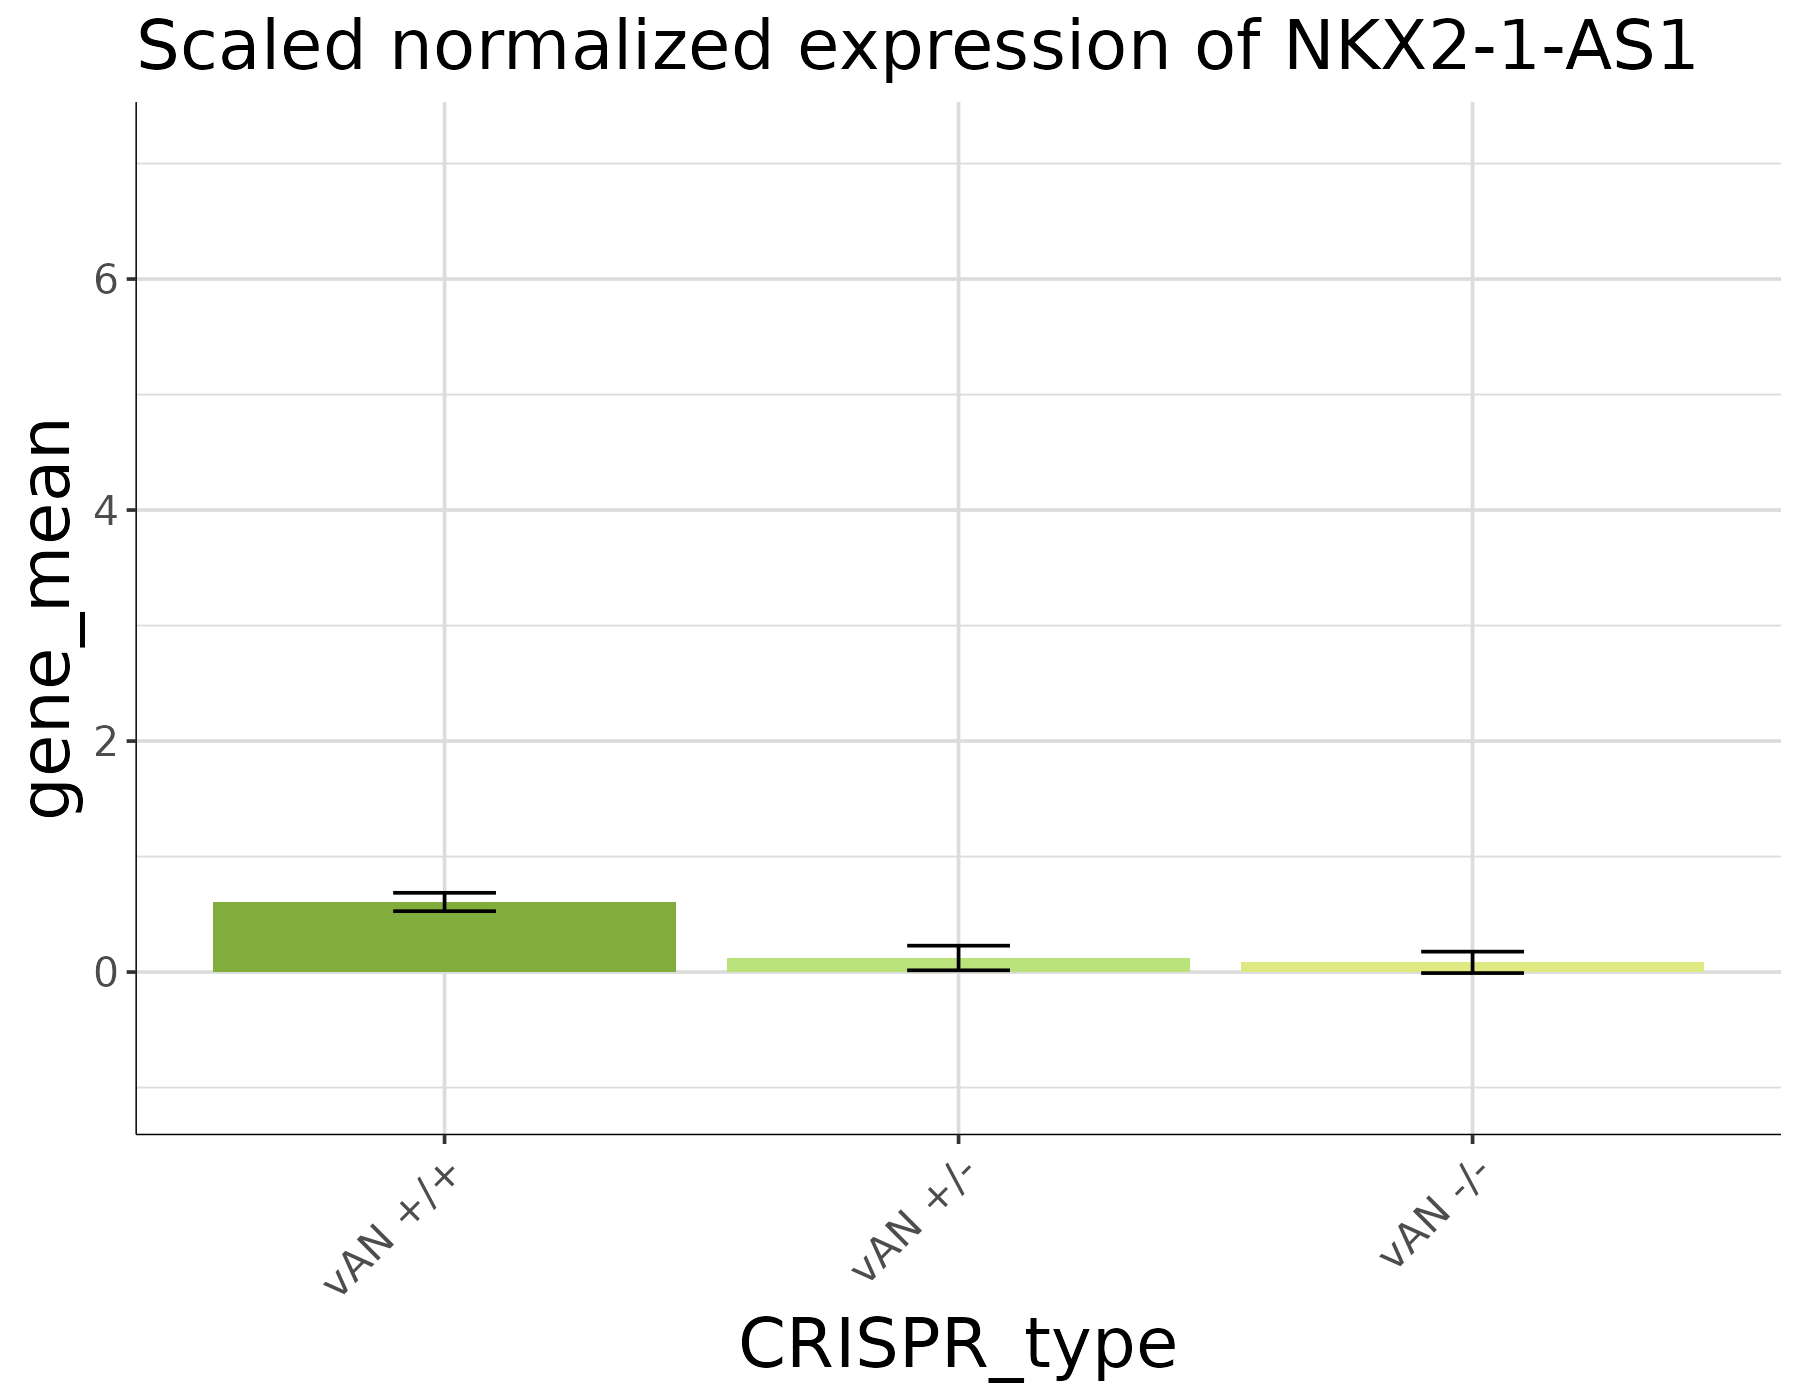 Scaled normalized expression of NKX2-1-AS1
gene_mean
6
4
2
0
vAN +/+
vAN +/-
vAN -/-
CRISPR_type